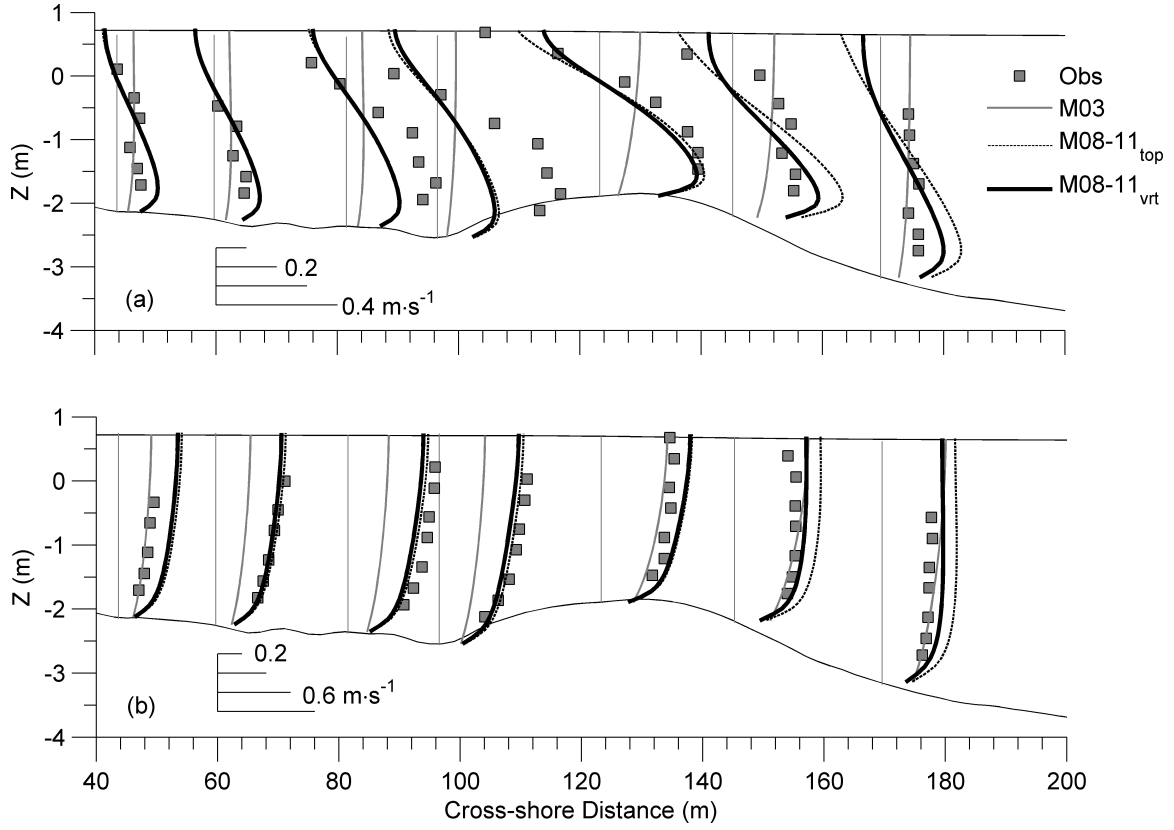 1
0
-1
-2
-3
-4
Z (m)
(a)
0.2
0.4 m·s⁻¹
Obs
M03
M08-11top
M08-11vrt
1
0
-1
-2
-3
-4
Z (m)
(b)
0.2
0.6 m·s⁻¹
40 60 80 100 120 140 160 180 200
Cross-shore Distance (m)